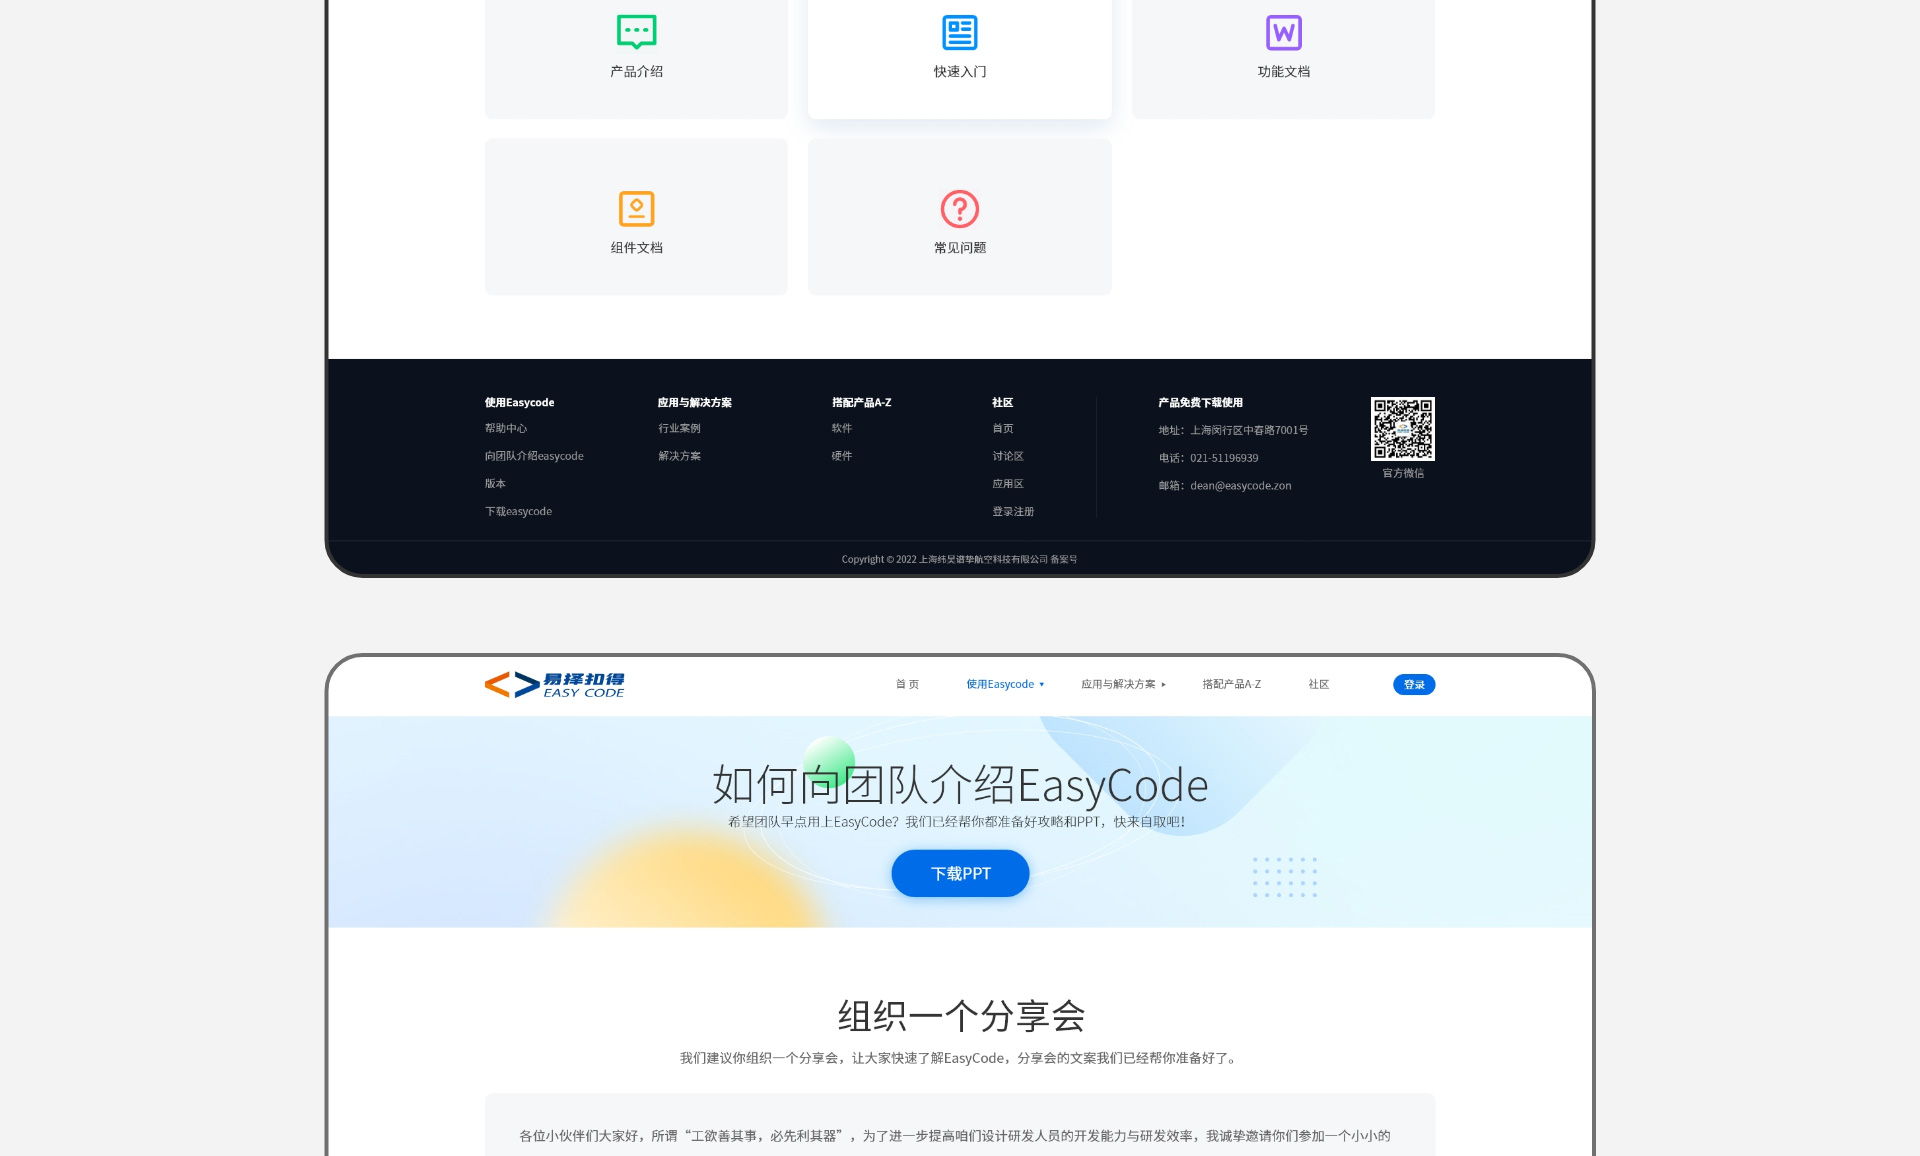 产品介绍
快速入门
功能文档
组件文档
常见问题
使用Easycode
帮助中心
向团队介绍easycode
版本
下载easycode
应用与解决方案
行业案例
解决方案
搭配产品A-Z
软件
硬件
社区
首页
讨论区
应用区
登录注册
产品免费下载使用
地址：上海闵行区中春路7001号
电话：021-51196939
邮箱：dean@easycode.zon
官方微信
Copyright © 2022 上海纬昊谱挚航空科技有限公司 备案号
易择扣得
EASY CODE
首 页
使用Easycode
应用与解决方案
搭配产品A-Z
社区
登录
如何向团队介绍EasyCode
希望团队早点用上EasyCode？我们已经帮你都准备好攻略和PPT，快来自取吧！
下载PPT
组织一个分享会
我们建议你组织一个分享会，让大家快速了解EasyCode，分享会的文案我们已经帮你准备好了。
各位小伙伴们大家好，所谓“工欲善其事，必先利其器”，为了进一步提高咱们设计研发人员的开发能力与研发效率，我诚挚邀请你们参加一个小小的